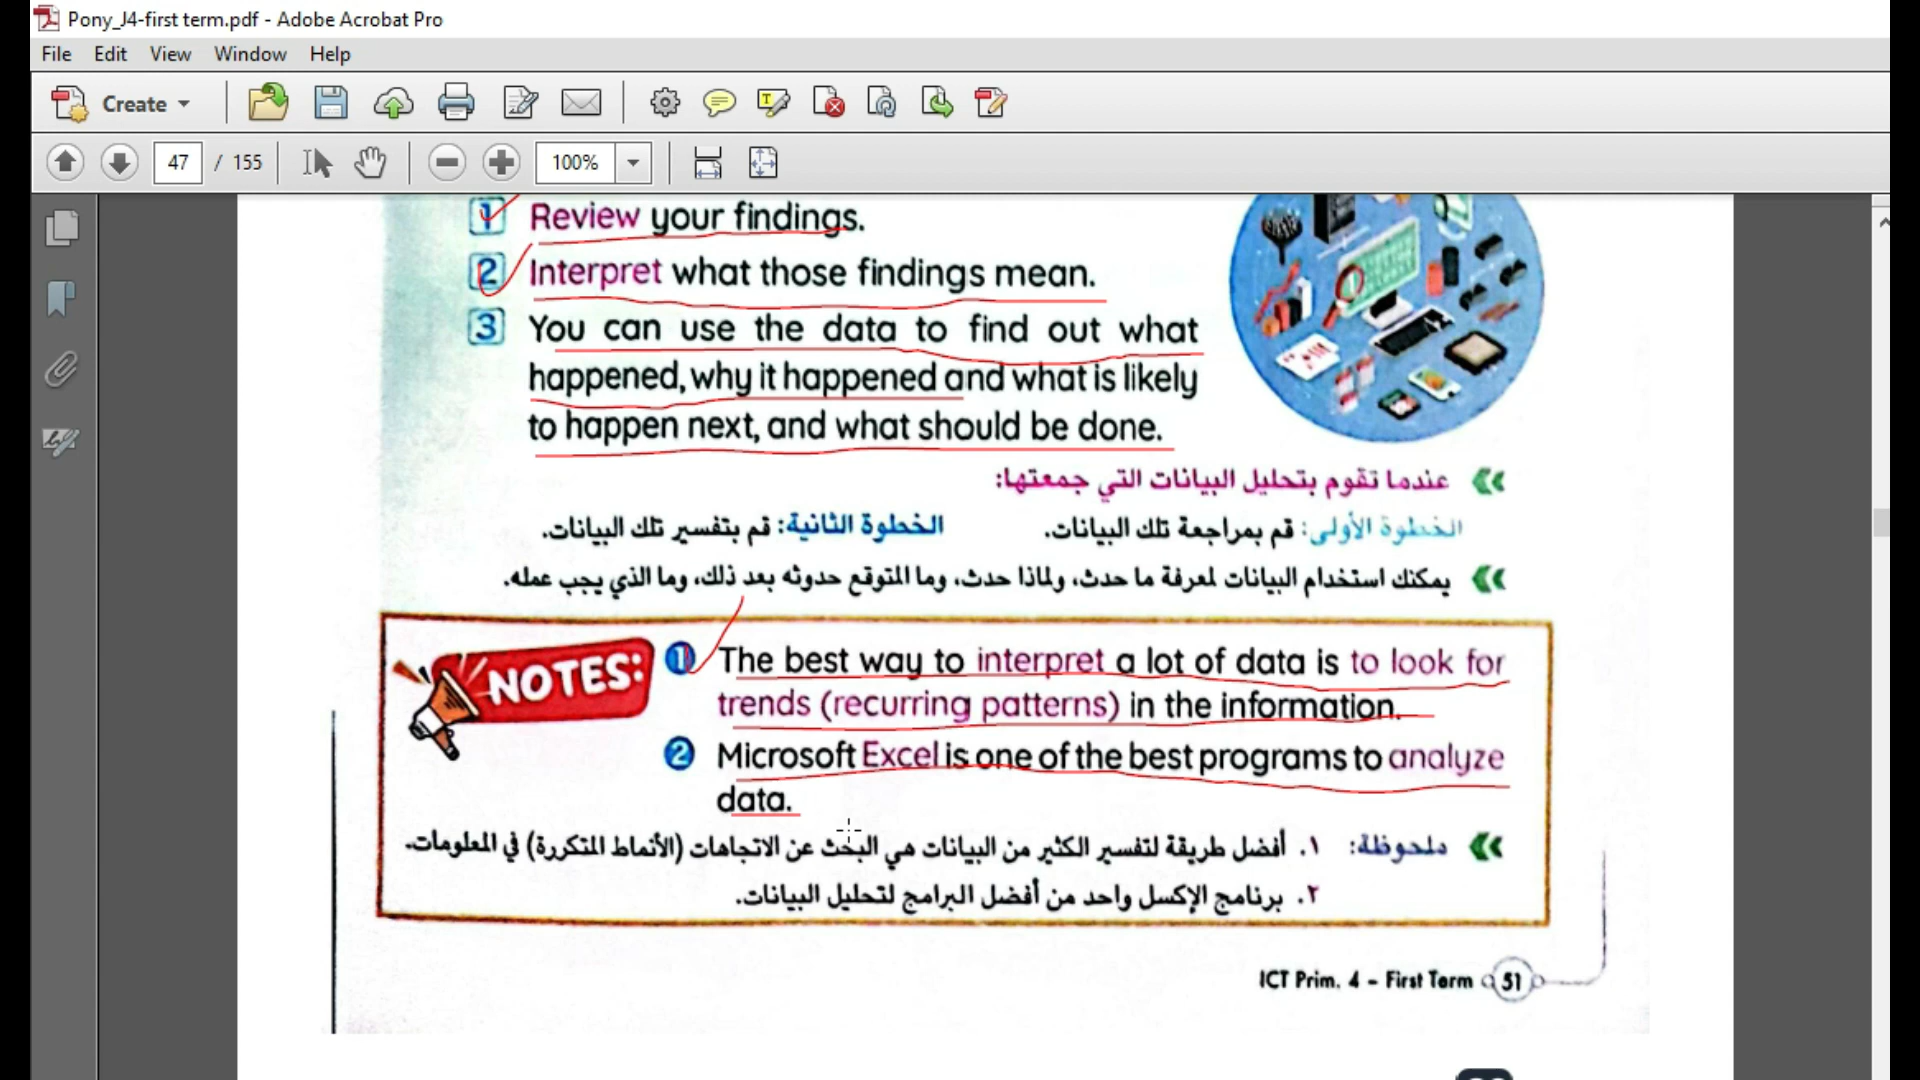 Pony_J4-first term.pdf - Adobe Acrobat Pro
File Edit View Window Help
Create
47 / 155 100%
1 Review your findings.
2 Interpret what those findings mean.
3 You can use the data to find out what
happened, why it happened and what is likely
to happen next, and what should be done.
عندما تقوم بتحليل البيانات التي جمعتها:
الخطوة الأولى: قم بمراجعة تلك البيانات. الخطوة الثانية: قم بتفسير تلك البيانات.
يمكنك استخدام البيانات لمعرفة ما حدث، ولماذا حدث، وما المتوقع حدوثه بعد ذلك، وما الذي يجب عمله.
NOTES:
1 The best way to interpret a lot of data is to look for
trends (recurring patterns) in the information.
2 Microsoft Excel is one of the best programs to analyze
data.
ملحوظة: ١. أفضل طريقة لتفسير الكثير من البيانات هي البحث عن الاتجاهات (الأنماط المتكررة) في المعلومات.
٢. برنامج الإكسل واحد من أفضل البرامج لتحليل البيانات.
ICT Prim. 4 - First Term 51